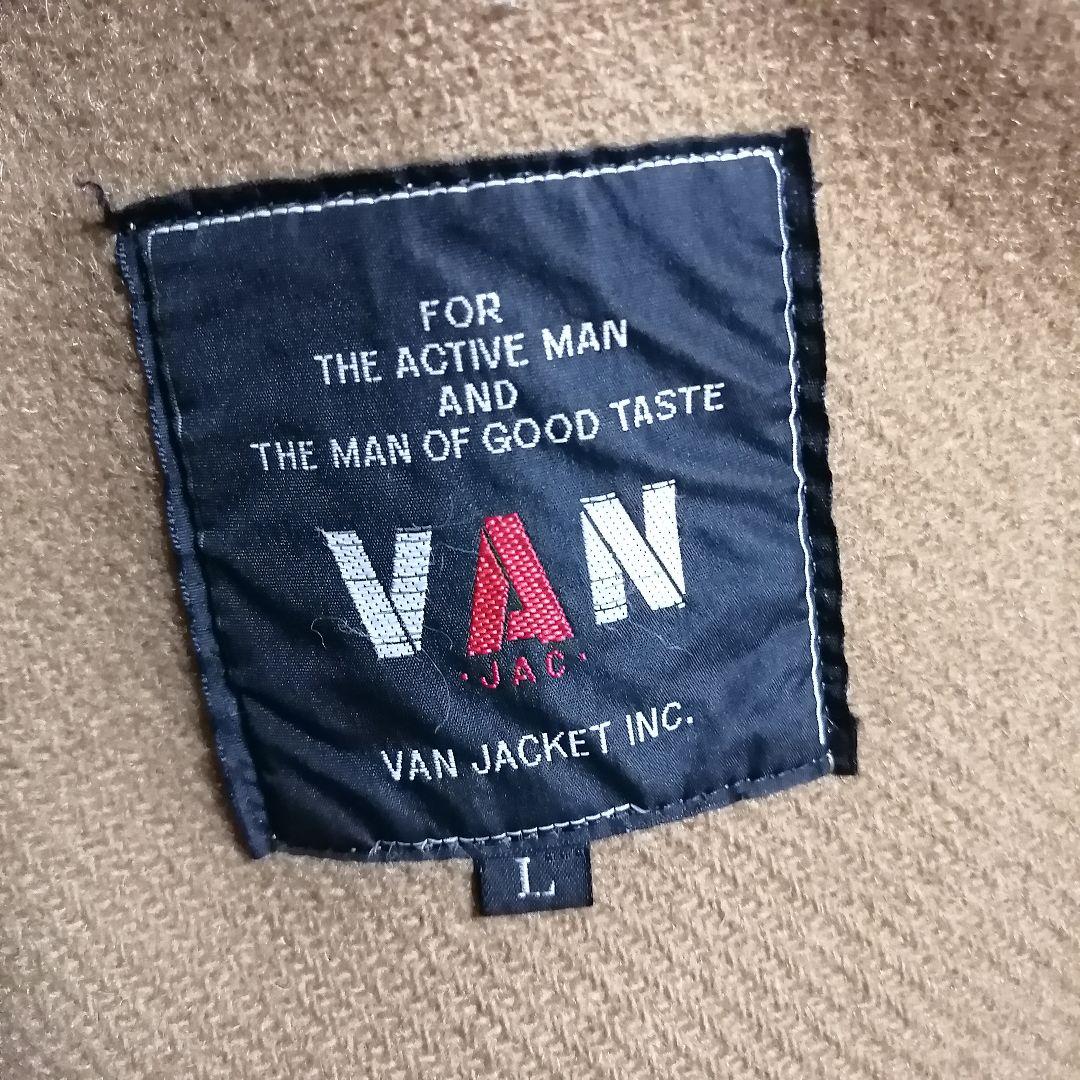 FOR
THE ACTIVE MAN
AND
THE MAN OF GOOD TASTE
VAN
·JAC·
VAN JACKET INC.
L